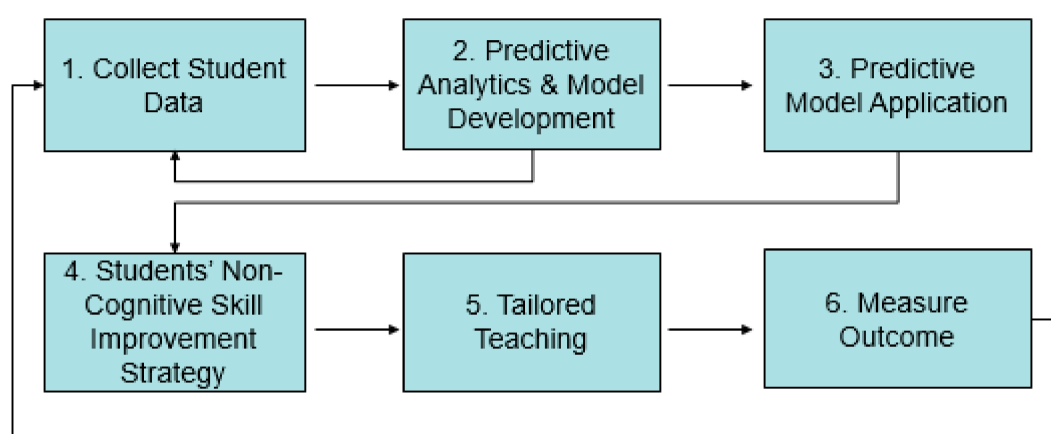 1. Collect Student
Data
2. Predictive
Analytics & Model
Development
3. Predictive
Model Application
4. Students’ Non-
Cognitive Skill
Improvement
Strategy
5. Tailored
Teaching
6. Measure
Outcome